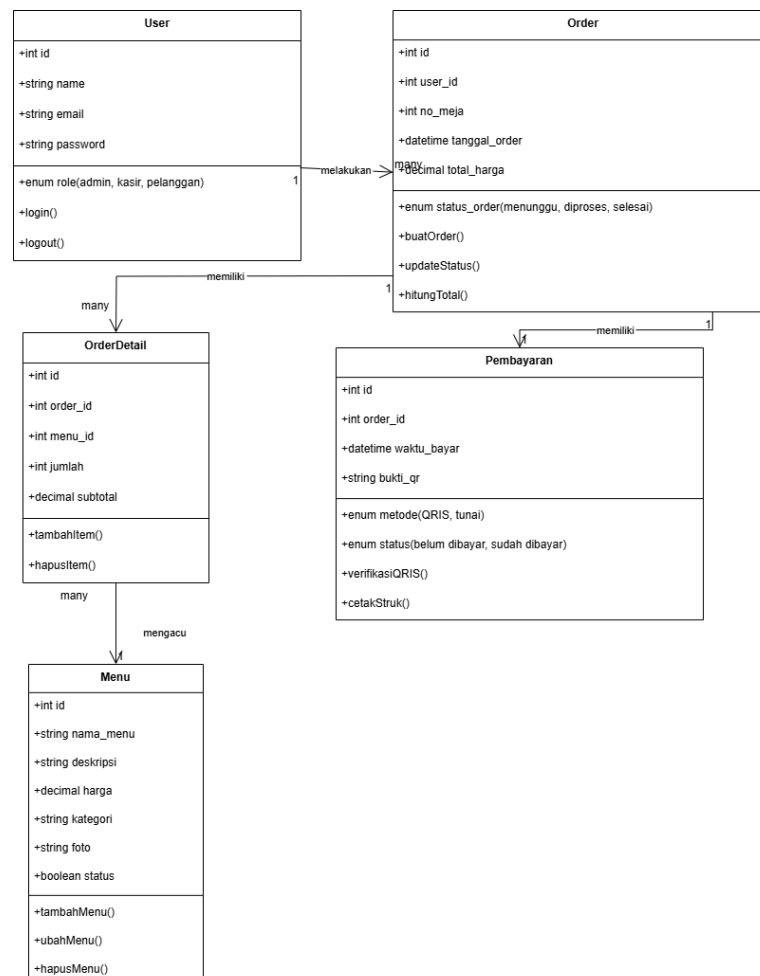 User
+int id
+string name
+string email
+string password
+enum role(admin, kasir, pelanggan)
+login()
+logout()
1
melakukan
many
Order
+int id
+int user_id
+int no_meja
+datetime tanggal_order
+decimal total_harga
+enum status_order(menunggu, diproses, selesai)
+buatOrder()
+updateStatus()
+hitungTotal()
1
memiliki
many
1
memiliki
1
OrderDetail
+int id
+int order_id
+int menu_id
+int jumlah
+decimal subtotal
+tambahItem()
+hapusItem()
many
mengacu
1
Pembayaran
+int id
+int order_id
+datetime waktu_bayar
+string bukti_qr
+enum metode(QRIS, tunai)
+enum status(belum dibayar, sudah dibayar)
+verifikasiQRIS()
+cetakStruk()
Menu
+int id
+string nama_menu
+string deskripsi
+decimal harga
+string kategori
+string foto
+boolean status
+tambahMenu()
+ubahMenu()
+hapusMenu()